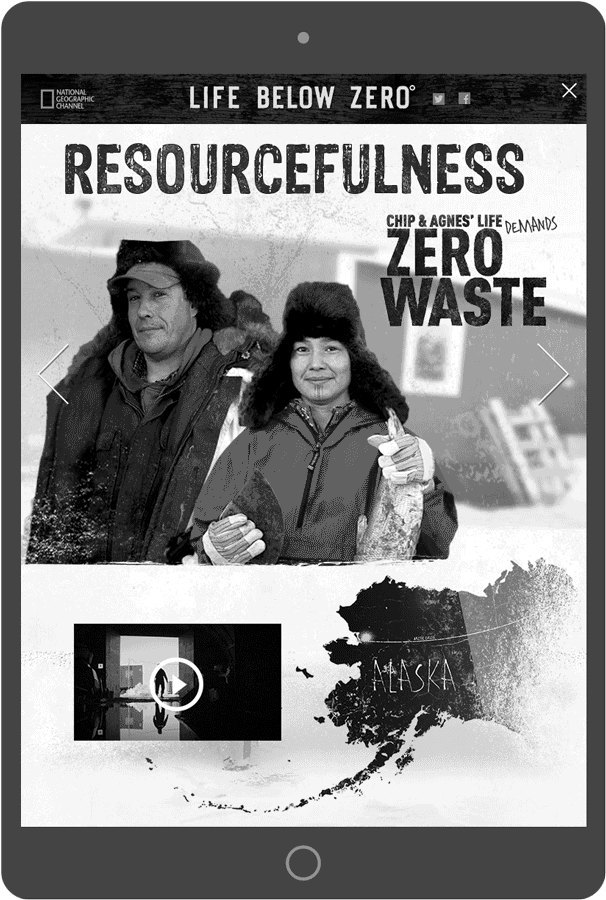 NATIONAL
GEOGRAPHIC
CHANNEL
LIFE BELOW ZERO°
RESOURCEFULNESS
CHIP & AGNES' LIFE DEMANDS
ZERO
WASTE
ALASKA